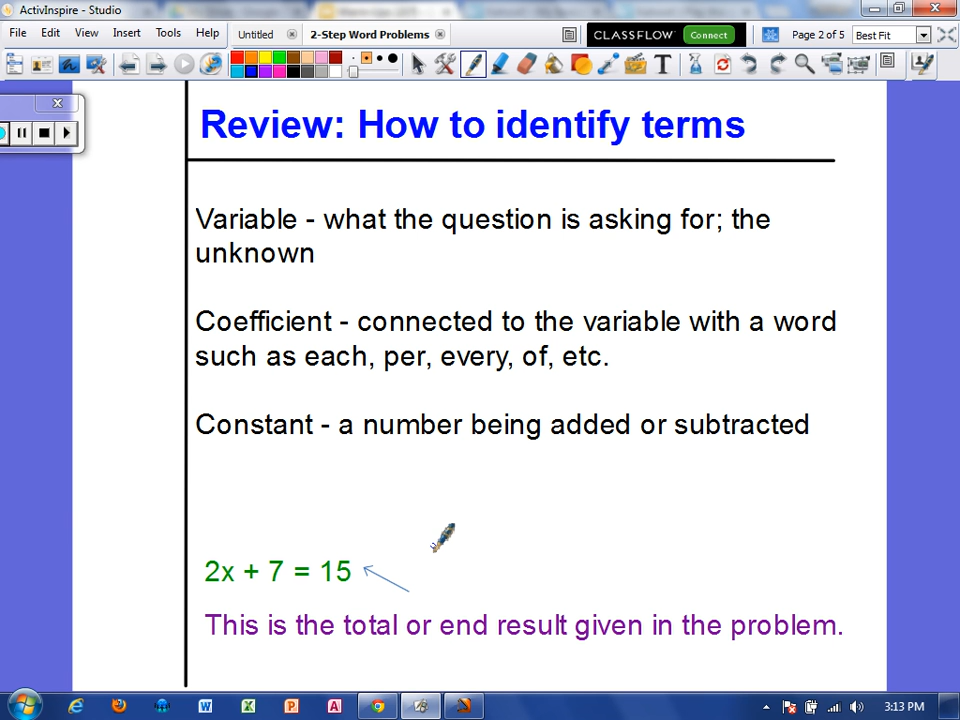 ActivInspire - Studio
File Edit View Insert Tools Help
Untitled
2-Step Word Problems
CLASSFLOW Connect
Page 2 of 5
Best Fit
Review: How to identify terms
Variable - what the question is asking for; the
unknown
Coefficient - connected to the variable with a word
such as each, per, every, of, etc.
Constant - a number being added or subtracted
2x + 7 = 15
This is the total or end result given in the problem.
3:13 PM